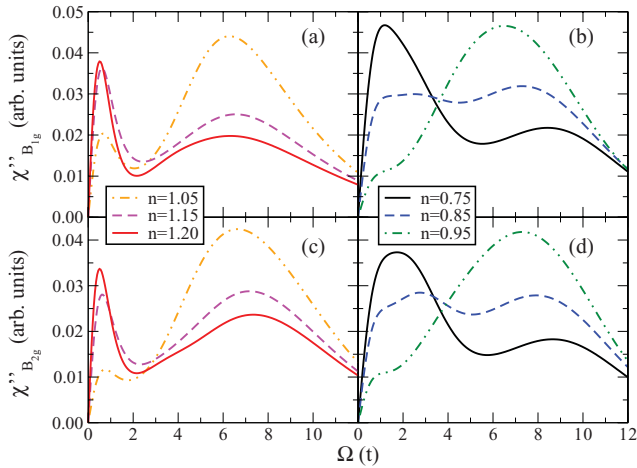 0.05
0.04
0.03
0.02
0.01
0.00
χ'' B1g (arb. units)
(a)
(b)
n=1.05
n=1.15
n=1.20
n=0.75
n=0.85
n=0.95
0.04
0.03
0.02
0.01
0.00
χ'' B2g (arb. units)
(c)
(d)
0 2 4 6 8 10 0 2 4 6 8 10 12
Ω (t)